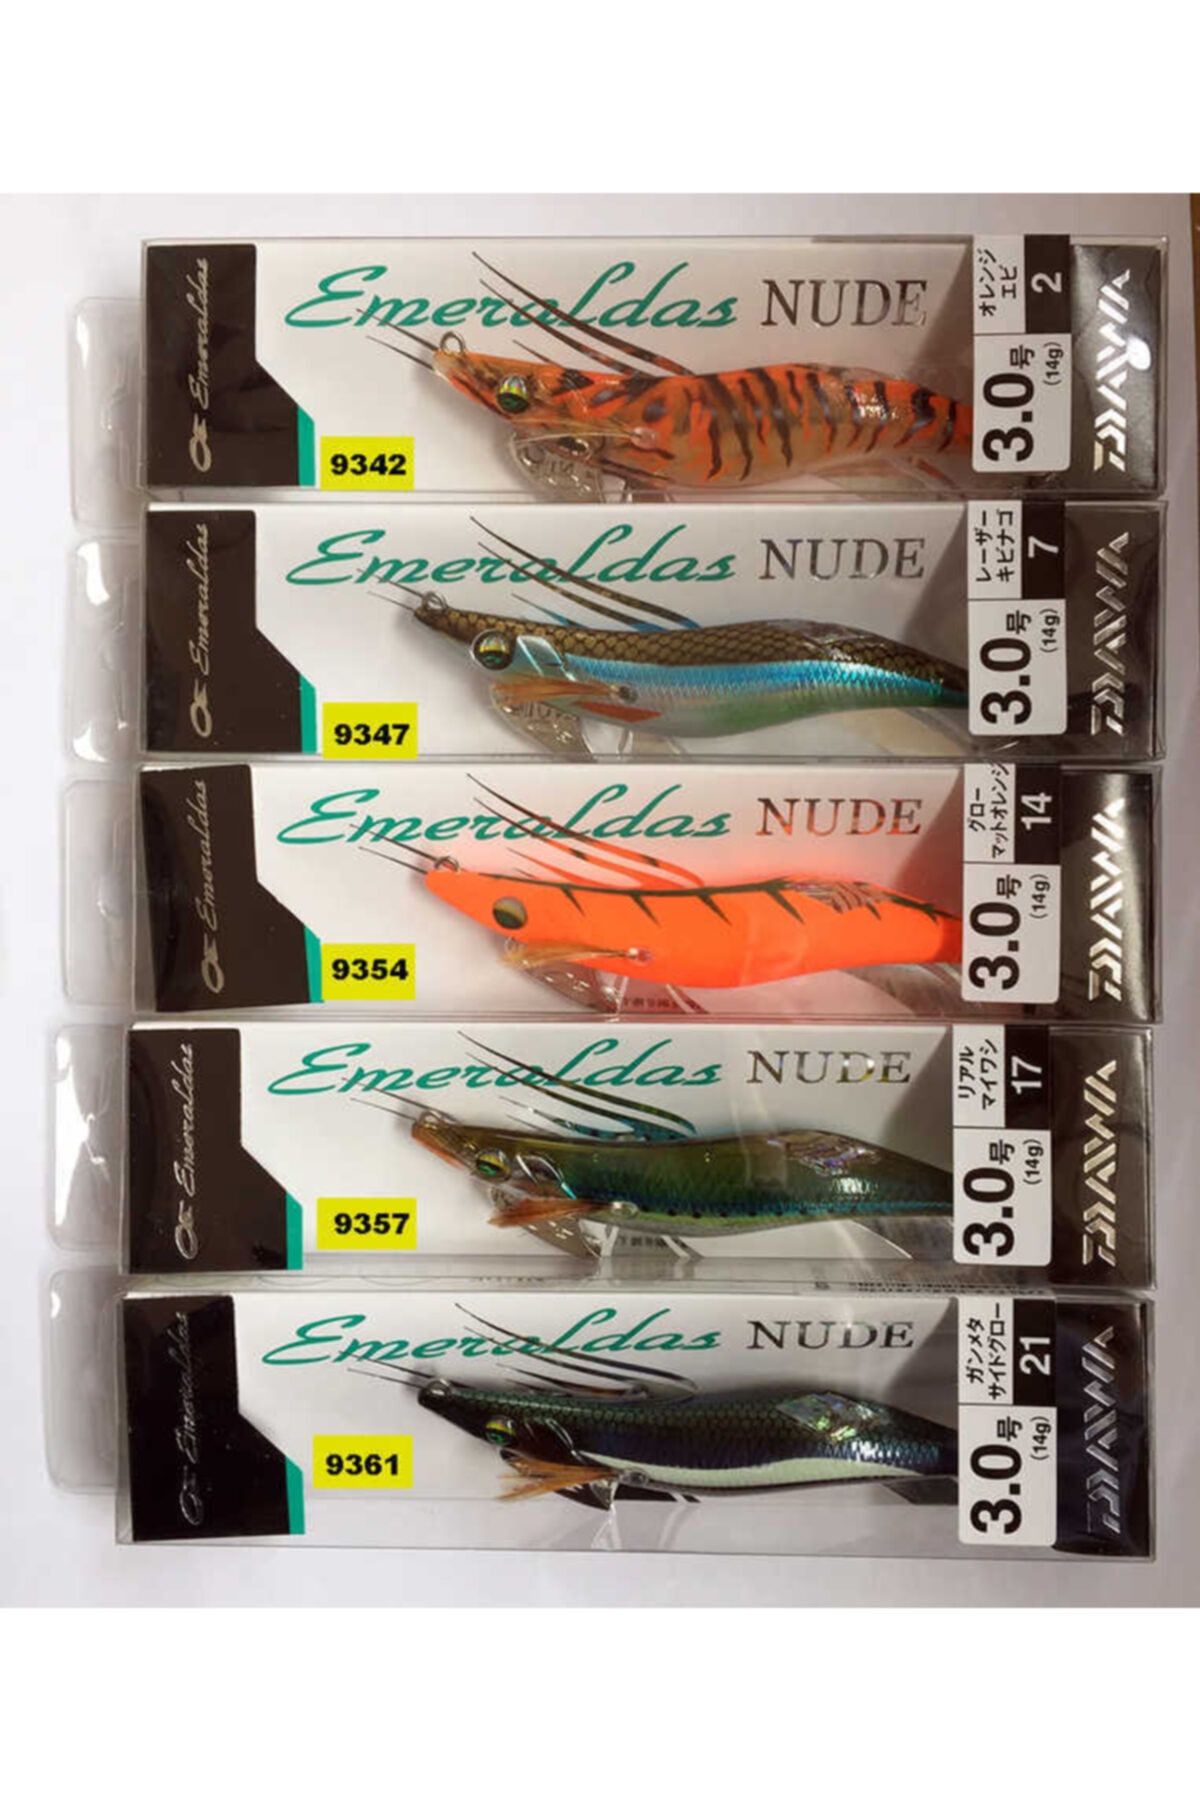 Emeraldas
Emeraldas NUDE
オレンジ
エビ
2
3.0号
(14g)
DAIWA
9342
Emeraldas
Emeraldas NUDE
レーザー
キビナゴ
7
3.0号
(14g)
DAIWA
9347
Emeraldas
Emeraldas NUDE
グロー
マットオレンジ
14
3.0号
(14g)
DAIWA
9354
Emeraldas
Emeraldas NUDE
リアル
マイワシ
17
3.0号
(14g)
DAIWA
9357
Emeraldas
Emeraldas NUDE
ガンメタ
サイドグロー
21
3.0号
(14g)
DAIWA
9361